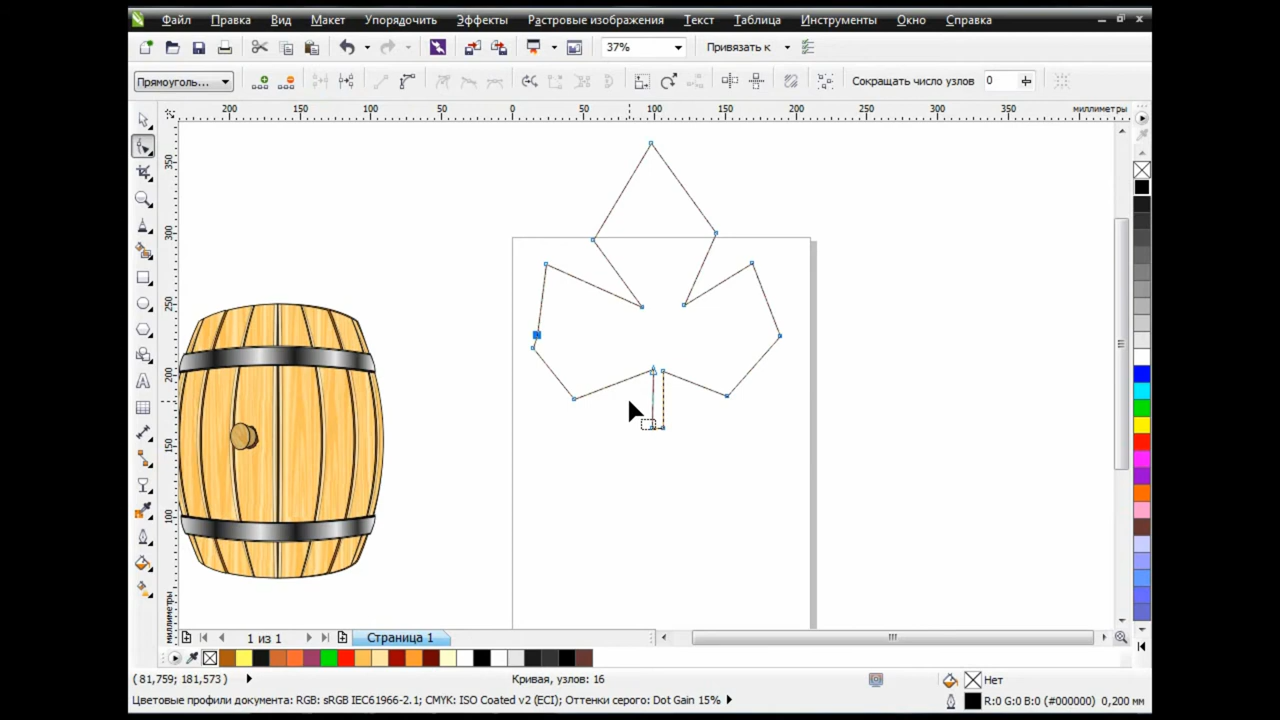 Файл Правка Вид Макет Упорядочить Эффекты Растровые изображения Текст Таблица Инструменты Окно Справка
37% Привязать к
Прямоуголь... Сокращать число узлов 0
200 150 100 50 0 50 100 150 200 250 300 350 миллиметры
350
300
250
200
150
100
миллиметры
1 из 1 Страница 1
( 81,759; 181,573 ) Кривая, узлов: 16 Нет
Цветовые профили документа: RGB: sRGB IEC61966-2.1; CMYK: ISO Coated v2 (ECI); Оттенки серого: Dot Gain 15% R:0 G:0 B:0 (#000000) 0,200 мм